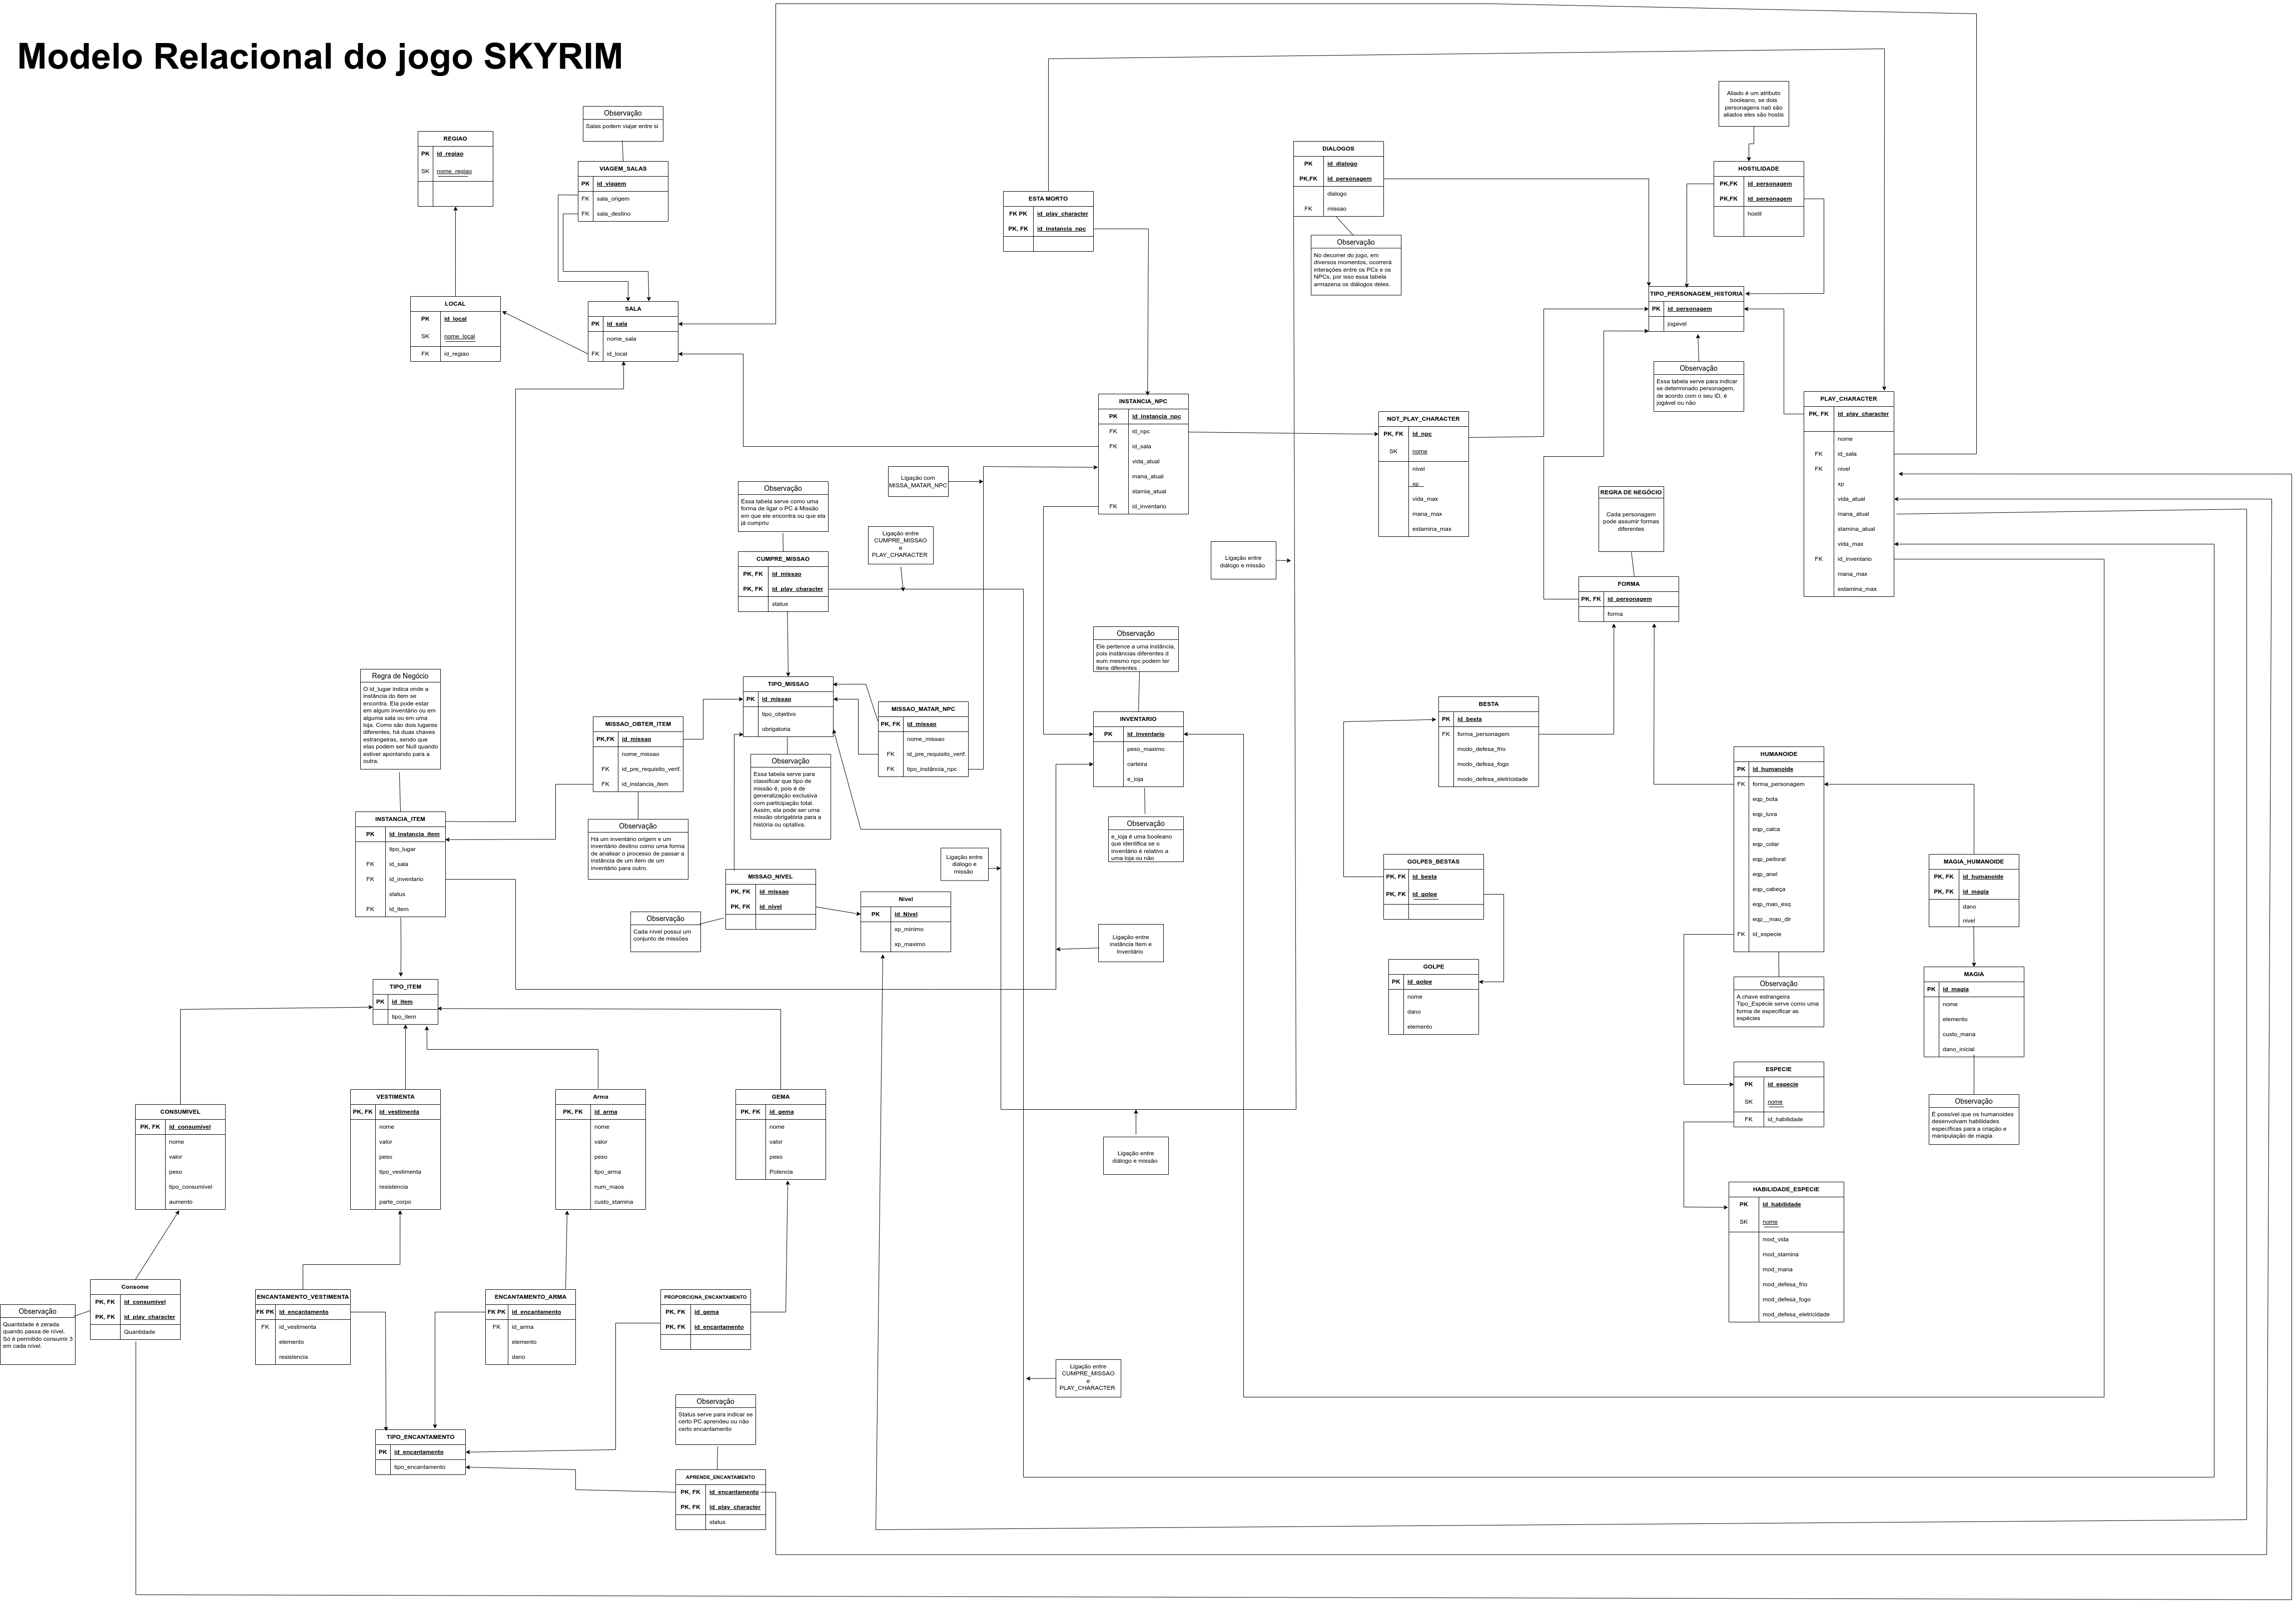 Modelo Relacional do jogo SKYRIM
Observação
Salas podem viajar entre si
REGIAO
PK id_regiao
SK nome_regiao
VIAGEM_SALAS
PK id_viagem
FK sala_origem
FK sala_destino
LOCAL
PK id_local
SK nome_local
FK id_regiao
SALA
PK id_sala
nome_sala
FK id_local
ESTA MORTO
FK PK id_play_character
PK, FK id_instancia_npc
DIALOGOS
PK id_dialogo
PK,FK id_personagem
dialogo
FK missao
Observação
No decorrer do jogo, em
diversos momentos, ocorrerá
interações entre os PCs e os
NPCs, por isso essa tabela
armazena os diálogos deles.
Aliado é um atributo
booleano, se dois
personagens naõ são
aliados eles são hostis
HOSTILIDADE
PK,FK id_personagem
PK,FK id_personagem
hostil
TIPO_PERSONAGEM_HISTORIA
PK id_personagem
jogavel
Observação
Essa tabela serve para indicar
se determinado personagem,
de acordo com o seu ID, é
jogável ou não
PLAY_CHARACTER
PK, FK id_play_character
nome
FK id_sala
FK nivel
xp
vida_atual
mana_atual
stamina_atual
vida_max
FK id_inventario
mana_max
estamina_max
INSTANCIA_NPC
PK id_instancia_npc
FK id_npc
FK id_sala
vida_atual
mana_atual
stamia_atual
FK id_inventario
NOT_PLAY_CHARACTER
PK, FK id_npc
SK nome
nivel
xp
vida_max
mana_max
estamina_max
Ligação com
MISSA_MATAR_NPC
Observação
Essa tabela serve como uma
forma de ligar o PC à Missão
em que ele encontra ou que ela
já cumpriu
Ligação entre
CUMPRE_MISSAO
e
PLAY_CHARACTER
CUMPRE_MISSAO
PK, FK id_missao
PK, FK id_play_character
status
Ligação entre
diálogo e missão
REGRA DE NEGÓCIO
Cada personagem
pode assumir formas
diferentes
FORMA
PK, FK id_personagem
forma
Observação
Ele pertence a uma instância,
pois instâncias diferentes d
eum mesmo npc podem ter
itens diferentes .
Regra de Negócio
O id_lugar indica onde a
instância do item se
encontra. Ela pode estar
em algum inventário ou em
alguma sala ou em uma
loja. Como são dois lugares
diferentes, há duas chaves
estrangeiras, sendo que
elas podem ser Null quando
estiver apontando para a
outra.
TIPO_MISSAO
PK id_missao
tipo_objetivo
obrigatoria
MISSAO_OBTER_ITEM
PK,FK id_missao
nome_missao
FK id_pre_requisito_verif.
FK id_instancia_item
MISSAO_MATAR_NPC
PK, FK id_missao
nome_missao
FK id_pre_requisito_verif.
FK tipo_instância_npc
Observação
Essa tabela serve para
classificar que tipo de
missão é, pois é de
generalização exclusiva
com participação total.
Assim, ela pode ser uma
missão obrigatória para a
história ou optativa.
Observação
Há um inventário origem e um
inventário destino como uma forma
de analisar o processo de passar a
instância de um item de um
inventário para outro.
INVENTARIO
PK id_inventario
peso_maximo
carteira
e_loja
Observação
e_loja é uma booleano
que identifica se o
inventário é relativo a
uma loja ou não
BESTA
PK id_besta
FK forma_personagem
modo_defesa_frio
modo_defesa_fogo
modo_defesa_eletricidade
HUMANOIDE
PK id_humanoide
FK forma_personagem
eqp_bota
eqp_luva
eqp_calca
eqp_colar
eqp_peitoral
eqp_anel
eqp_cabeça
eqp_mao_esq
eqp__mao_dir
FK id_especie
INSTANCIA_ITEM
PK id_instancia_item
tipo_lugar
FK id_sala
FK id_inventario
status
FK id_item
Ligação entre
diálogo e
missão
MISSAO_NIVEL
PK, FK id_missao
PK, FK id_nivel
Observação
Cada nível possui um
conjunto de missões
Nível
PK id_Nivel
xp_minimo
xp_maximo
Ligação entre
instância Item e
Inventário
GOLPES_BESTAS
PK, FK id_besta
PK, FK id_golpe
GOLPE
PK id_golpe
nome
dano
elemento
MAGIA_HUMANOIDE
PK, FK id_humanoide
PK, FK id_magia
dano
nivel
MAGIA
PK id_magia
nome
elemento
custo_mana
dano_inicial
Observação
A chave estrangeira
Tipo_Espécie serve como uma
forma de especificar as
espécies
ESPECIE
PK id_especie
SK nome
FK id_habilidade
Observação
É possível que os humanoides
desenvolvam habilidades
específicas para a criação e
manipulação de magia.
HABILIDADE_ESPECIE
PK id_habilidade
SK nome
mod_vida
mod_stamina
mod_mana
mod_defesa_frio
mod_defesa_fogo
mod_defesa_eletricidade
TIPO_ITEM
PK id_item
tipo_item
CONSUMIVEL
PK, FK id_consumivel
nome
valor
peso
tipo_consumivel
aumento
VESTIMENTA
PK, FK id_vestimenta
nome
valor
peso
tipo_vestimenta
resistencia
parte_corpo
Arma
PK, FK id_arma
nome
valor
peso
tipo_arma
num_maos
custo_stamina
GEMA
PK, FK id_gema
nome
valor
peso
Potencia
Ligação entre
diálogo e missão
Consome
PK, FK id_consumível
PK, FK id_play_character
Quantidade
Observação
Quantidade é zerada
quando passa de nível.
Só é permitido consumir 3
em cada nível.
ENCANTAMENTO_VESTIMENTA
FK PK id_encantamento
FK id_vestimenta
elemento
resistencia
ENCANTAMENTO_ARMA
FK PK id_encantamento
FK id_arma
elemento
dano
PROPORCIONA_ENCANTAMENTO
PK, FK id_gema
PK, FK id_encantamento
Ligação entre
CUMPRE_MISSAO
e
PLAY_CHARACTER
Observação
Status serve para indicar se
certo PC aprendeu ou não
certo encantamento
TIPO_ENCANTAMENTO
PK id_encantamento
tipo_encantamento
APRENDE_ENCANTAMENTO
PK, FK id_encantamento
PK, FK id_play_character
status